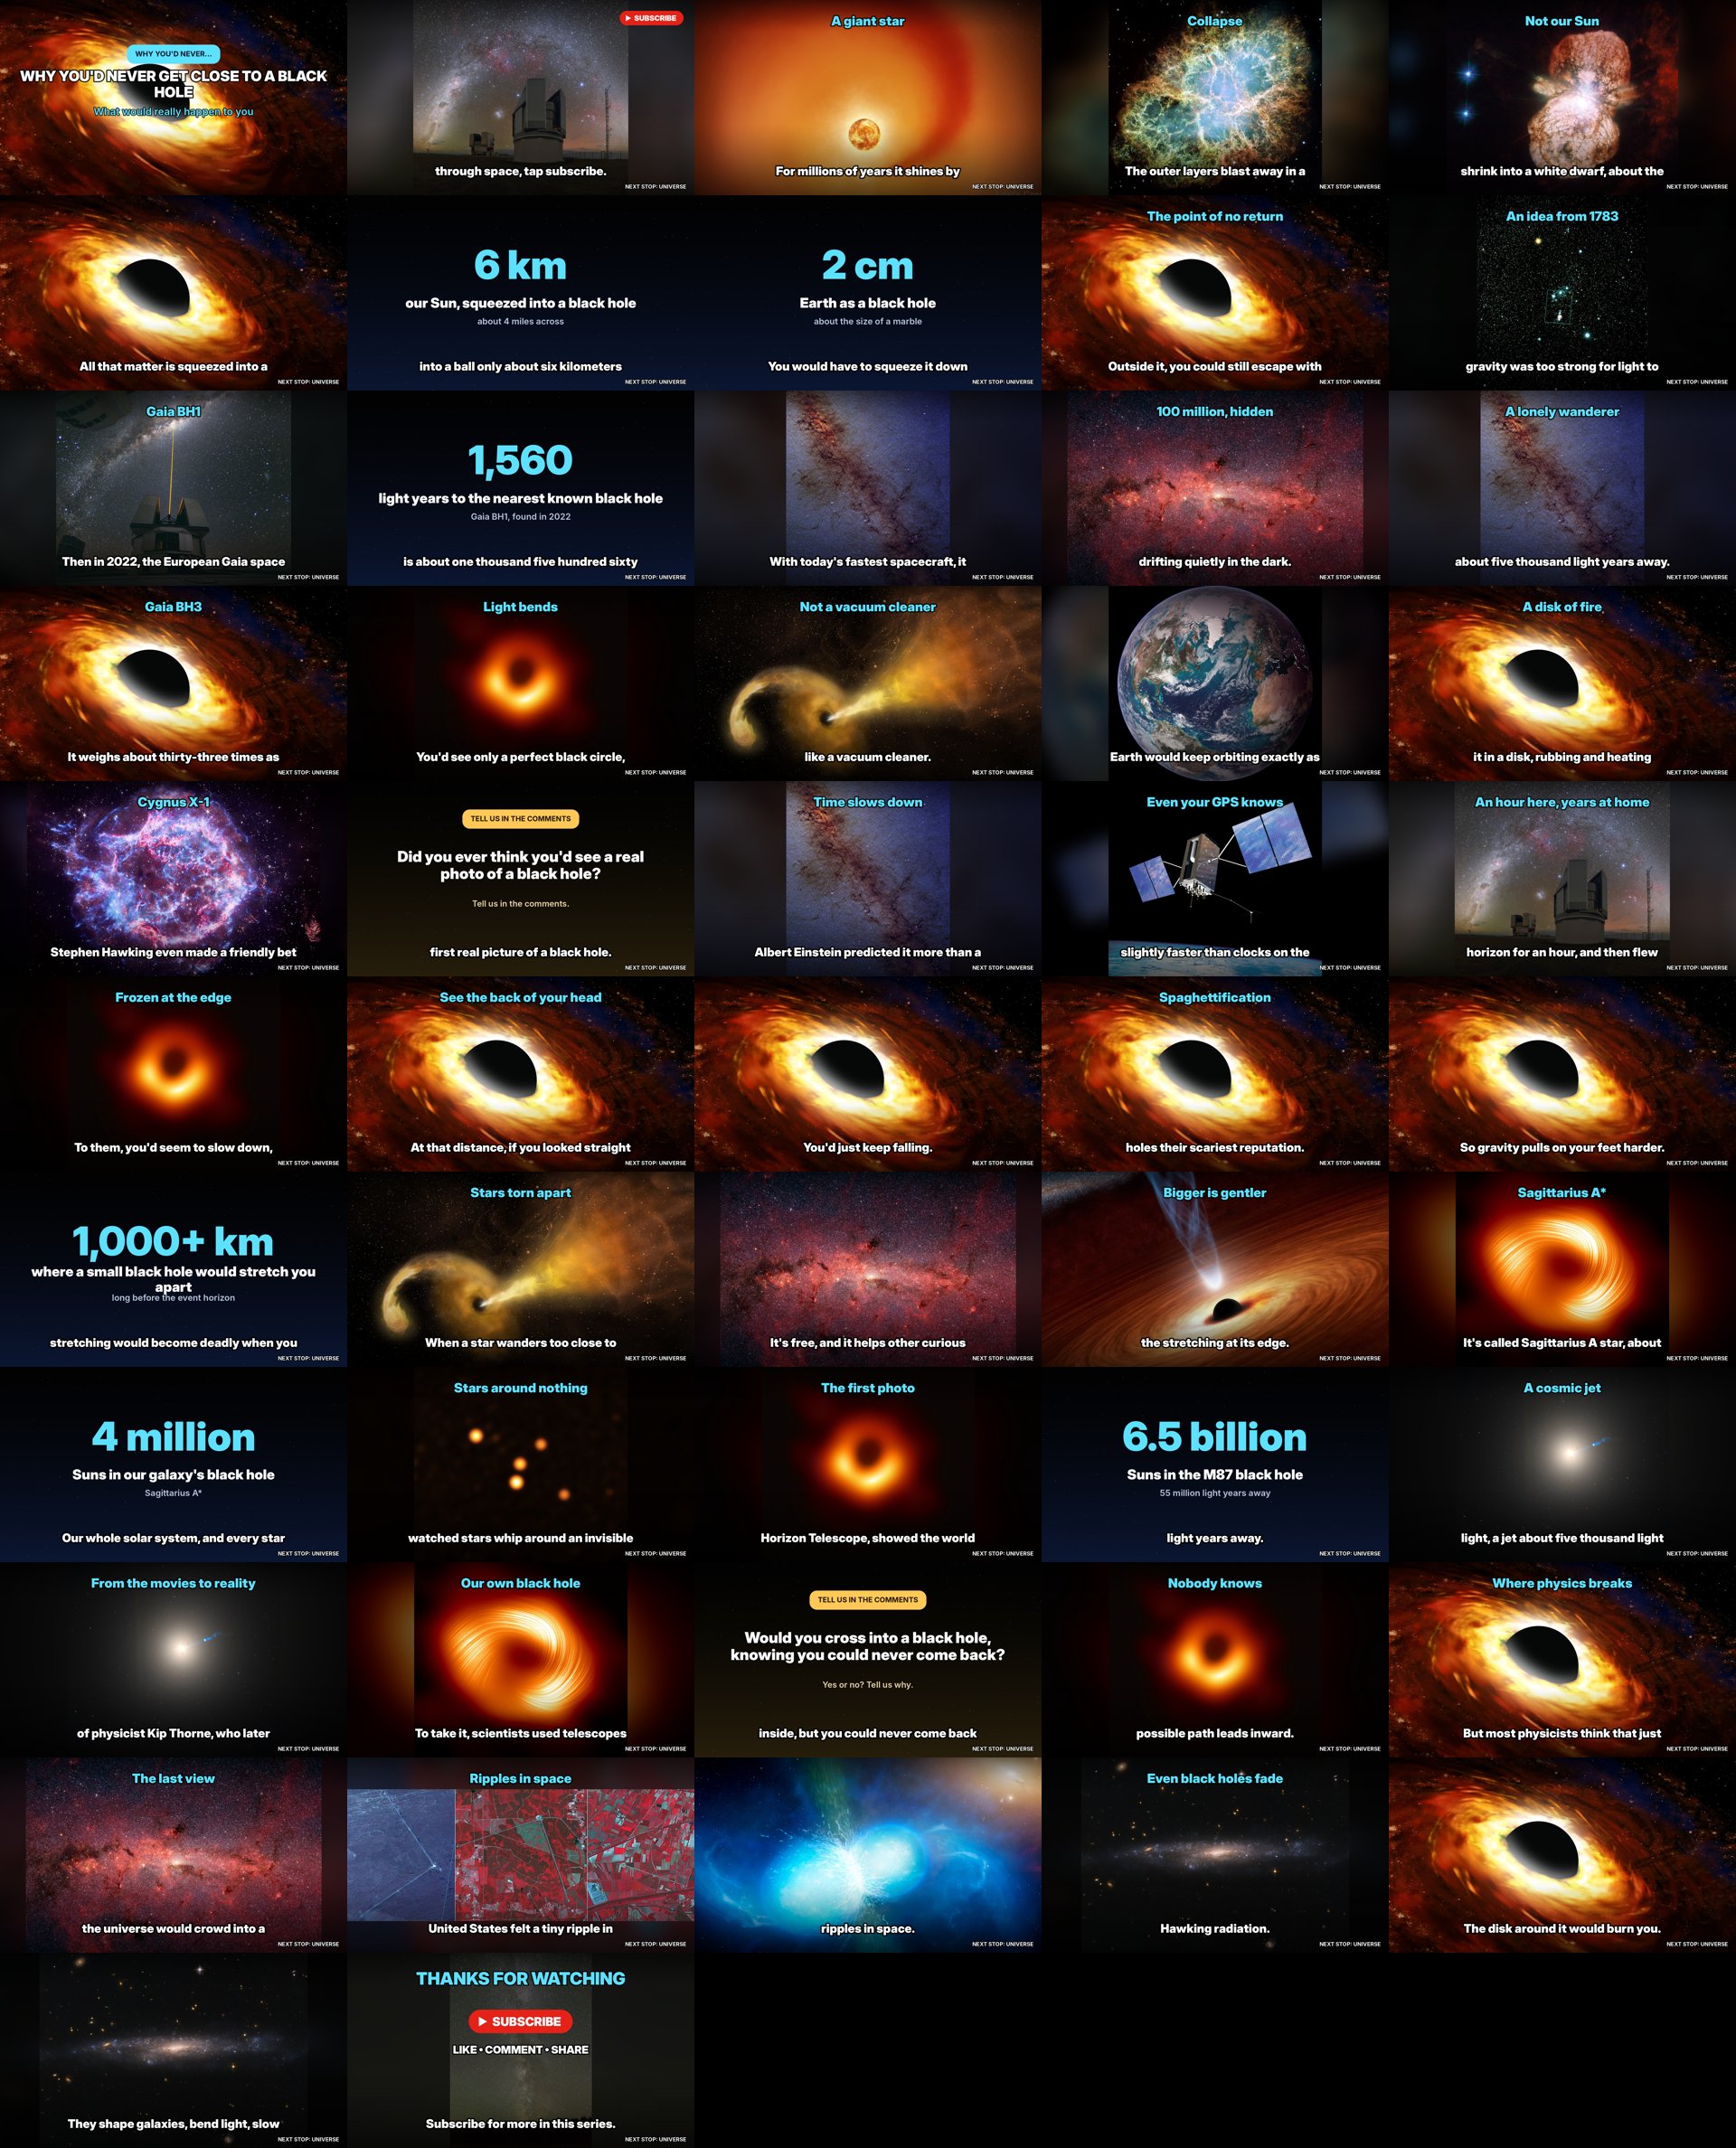 WHY YOU'D NEVER...
WHY YOU'D NEVER GET CLOSE TO A BLACK
HOLE
What would really happen to you
SUBSCRIBE
through space, tap subscribe.
NEXT STOP: UNIVERSE
A giant star
For millions of years it shines by
NEXT STOP: UNIVERSE
Collapse
The outer layers blast away in a
NEXT STOP: UNIVERSE
Not our Sun
shrink into a white dwarf, about the
NEXT STOP: UNIVERSE
All that matter is squeezed into a
NEXT STOP: UNIVERSE
6 km
our Sun, squeezed into a black hole
about 4 miles across
into a ball only about six kilometers
NEXT STOP: UNIVERSE
2 cm
Earth as a black hole
about the size of a marble
You would have to squeeze it down
NEXT STOP: UNIVERSE
The point of no return
Outside it, you could still escape with
NEXT STOP: UNIVERSE
An idea from 1783
gravity was too strong for light to
NEXT STOP: UNIVERSE
Gaia BH1
Then in 2022, the European Gaia space
NEXT STOP: UNIVERSE
1,560
light years to the nearest known black hole
Gaia BH1, found in 2022
is about one thousand five hundred sixty
NEXT STOP: UNIVERSE
With today's fastest spacecraft, it
NEXT STOP: UNIVERSE
100 million, hidden
drifting quietly in the dark.
NEXT STOP: UNIVERSE
A lonely wanderer
about five thousand light years away.
NEXT STOP: UNIVERSE
Gaia BH3
It weighs about thirty-three times as
NEXT STOP: UNIVERSE
Light bends
You'd see only a perfect black circle,
NEXT STOP: UNIVERSE
Not a vacuum cleaner
like a vacuum cleaner.
NEXT STOP: UNIVERSE
Earth would keep orbiting exactly as
NEXT STOP: UNIVERSE
A disk of fire
it in a disk, rubbing and heating
NEXT STOP: UNIVERSE
Cygnus X-1
Stephen Hawking even made a friendly bet
NEXT STOP: UNIVERSE
TELL US IN THE COMMENTS
Did you ever think you'd see a real
photo of a black hole?
Tell us in the comments.
first real picture of a black hole.
NEXT STOP: UNIVERSE
Time slows down
Albert Einstein predicted it more than a
NEXT STOP: UNIVERSE
Even your GPS knows
slightly faster than clocks on the
NEXT STOP: UNIVERSE
An hour here, years at home
horizon for an hour, and then flew
NEXT STOP: UNIVERSE
Frozen at the edge
To them, you'd seem to slow down,
NEXT STOP: UNIVERSE
See the back of your head
At that distance, if you looked straight
NEXT STOP: UNIVERSE
You'd just keep falling.
NEXT STOP: UNIVERSE
Spaghettification
holes their scariest reputation.
NEXT STOP: UNIVERSE
So gravity pulls on your feet harder.
NEXT STOP: UNIVERSE
1,000+ km
where a small black hole would stretch you
apart
long before the event horizon
stretching would become deadly when you
NEXT STOP: UNIVERSE
Stars torn apart
When a star wanders too close to
NEXT STOP: UNIVERSE
It's free, and it helps other curious
NEXT STOP: UNIVERSE
Bigger is gentler
the stretching at its edge.
NEXT STOP: UNIVERSE
Sagittarius A*
It's called Sagittarius A star, about
NEXT STOP: UNIVERSE
4 million
Suns in our galaxy's black hole
Sagittarius A*
Our whole solar system, and every star
NEXT STOP: UNIVERSE
Stars around nothing
watched stars whip around an invisible
NEXT STOP: UNIVERSE
The first photo
Horizon Telescope, showed the world
NEXT STOP: UNIVERSE
6.5 billion
Suns in the M87 black hole
55 million light years away
light years away.
NEXT STOP: UNIVERSE
A cosmic jet
light, a jet about five thousand light
NEXT STOP: UNIVERSE
From the movies to reality
of physicist Kip Thorne, who later
NEXT STOP: UNIVERSE
Our own black hole
To take it, scientists used telescopes
NEXT STOP: UNIVERSE
TELL US IN THE COMMENTS
Would you cross into a black hole,
knowing you could never come back?
Yes or no? Tell us why.
inside, but you could never come back
NEXT STOP: UNIVERSE
Nobody knows
possible path leads inward.
NEXT STOP: UNIVERSE
Where physics breaks
But most physicists think that just
NEXT STOP: UNIVERSE
The last view
the universe would crowd into a
NEXT STOP: UNIVERSE
Ripples in space
United States felt a tiny ripple in
NEXT STOP: UNIVERSE
ripples in space.
NEXT STOP: UNIVERSE
Even black holes fade
Hawking radiation.
NEXT STOP: UNIVERSE
The disk around it would burn you.
NEXT STOP: UNIVERSE
They shape galaxies, bend light, slow
NEXT STOP: UNIVERSE
THANKS FOR WATCHING
SUBSCRIBE
LIKE • COMMENT • SHARE
Subscribe for more in this series.
NEXT STOP: UNIVERSE